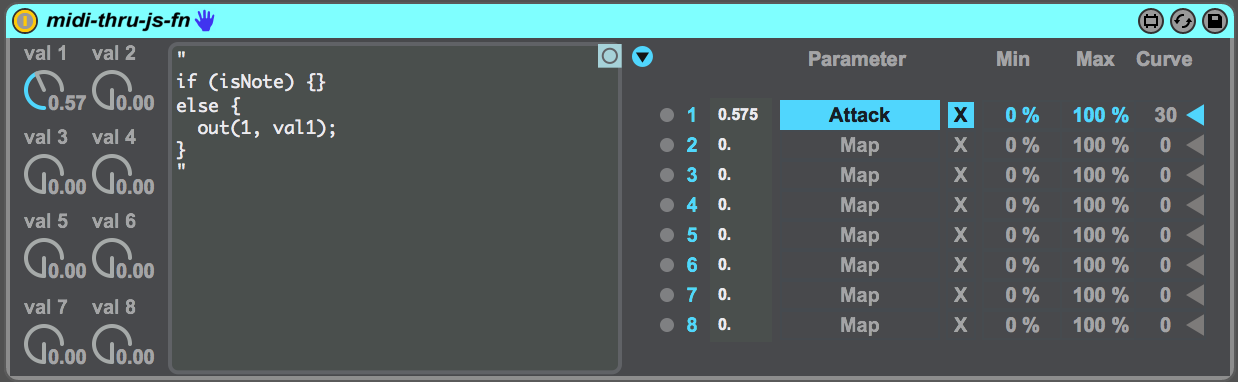 midi-thru-js-fn
val 1 val 2
0.57 0.00
val 3 val 4
0.00 0.00
val 5 val 6
0.00 0.00
val 7 val 8
0.00 0.00
"
if (isNote) {}
else {
  out(1, val1);
}
"
Parameter Min Max Curve
1 0.575 Attack X 0 % 100 % 30
2 0. Map X 0 % 100 % 0
3 0. Map X 0 % 100 % 0
4 0. Map X 0 % 100 % 0
5 0. Map X 0 % 100 % 0
6 0. Map X 0 % 100 % 0
7 0. Map X 0 % 100 % 0
8 0. Map X 0 % 100 % 0